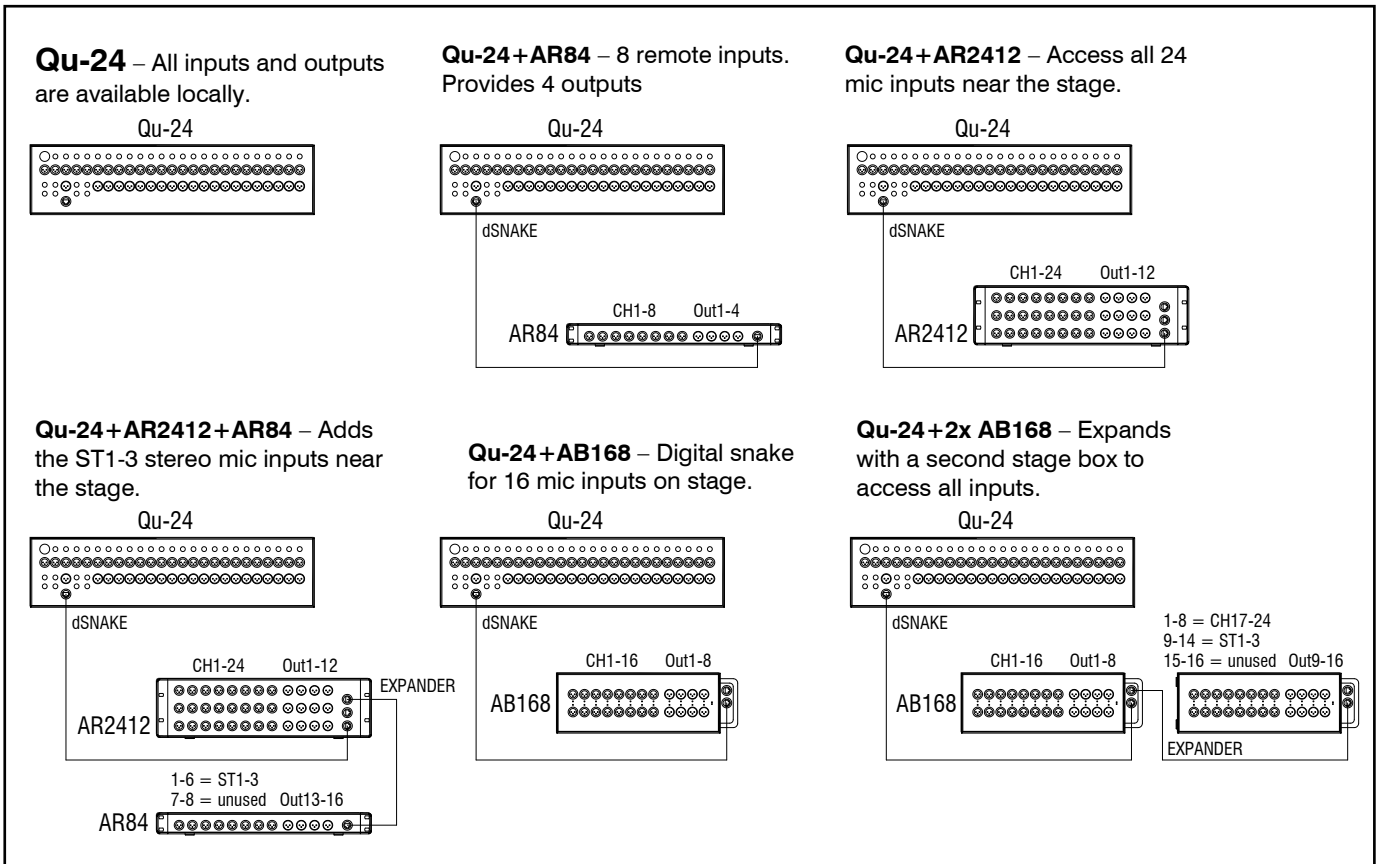 Qu-24 – All inputs and outputs
are available locally.
Qu-24
Qu-24+AR84 – 8 remote inputs.
Provides 4 outputs
Qu-24
dSNAKE
CH1-8 Out1-4
AR84
Qu-24+AR2412 – Access all 24
mic inputs near the stage.
Qu-24
dSNAKE
CH1-24 Out1-12
AR2412
Qu-24+AR2412+AR84 – Adds
the ST1-3 stereo mic inputs near
the stage.
Qu-24
dSNAKE
CH1-24 Out1-12
EXPANDER
AR2412
1-6 = ST1-3
7-8 = unused Out13-16
AR84
Qu-24+AB168 – Digital snake
for 16 mic inputs on stage.
Qu-24
dSNAKE
CH1-16 Out1-8
AB168
Qu-24+2x AB168 – Expands
with a second stage box to
access all inputs.
Qu-24
dSNAKE
1-8 = CH17-24
9-14 = ST1-3
15-16 = unused Out9-16
CH1-16 Out1-8
AB168
EXPANDER